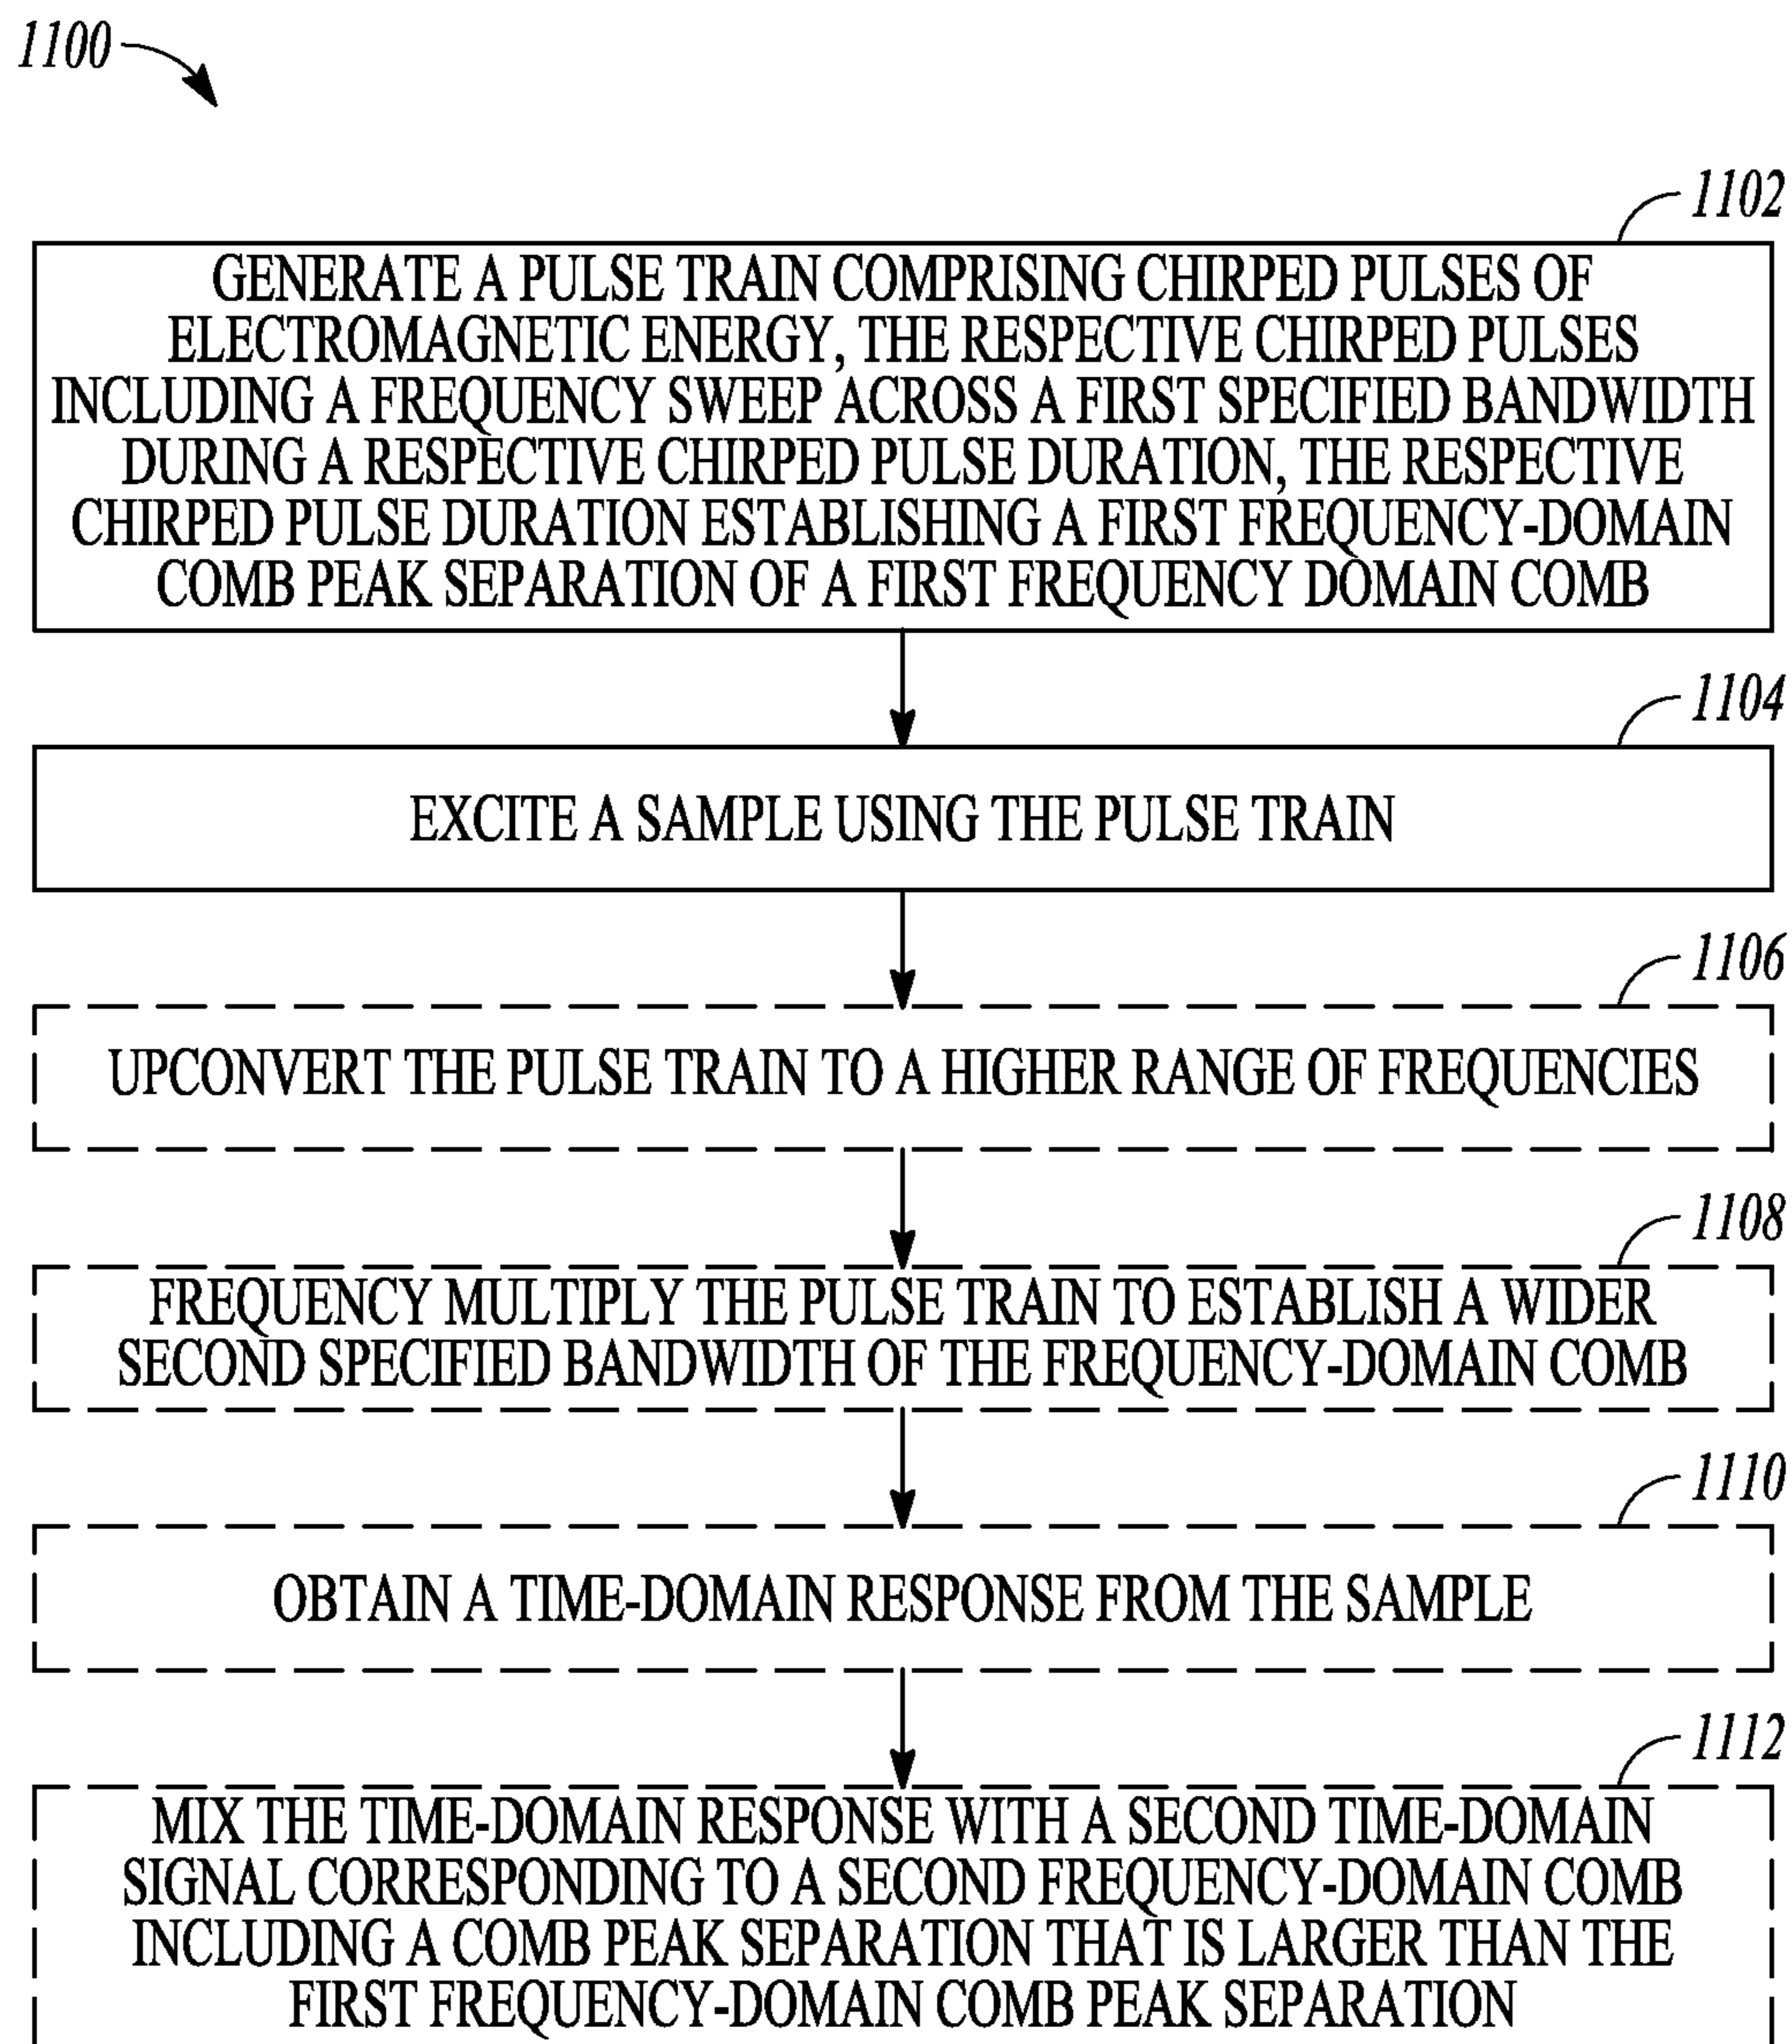 1100
1102
GENERATE A PULSE TRAIN COMPRISING CHIRPED PULSES OF
ELECTROMAGNETIC ENERGY, THE RESPECTIVE CHIRPED PULSES
INCLUDING A FREQUENCY SWEEP ACROSS A FIRST SPECIFIED BANDWIDTH
DURING A RESPECTIVE CHIRPED PULSE DURATION, THE RESPECTIVE
CHIRPED PULSE DURATION ESTABLISHING A FIRST FREQUENCY-DOMAIN
COMB PEAK SEPARATION OF A FIRST FREQUENCY DOMAIN COMB
1104
EXCITE A SAMPLE USING THE PULSE TRAIN
1106
UPCONVERT THE PULSE TRAIN TO A HIGHER RANGE OF FREQUENCIES
1108
FREQUENCY MULTIPLY THE PULSE TRAIN TO ESTABLISH A WIDER
SECOND SPECIFIED BANDWIDTH OF THE FREQUENCY-DOMAIN COMB
1110
OBTAIN A TIME-DOMAIN RESPONSE FROM THE SAMPLE
1112
MIX THE TIME-DOMAIN RESPONSE WITH A SECOND TIME-DOMAIN
SIGNAL CORRESPONDING TO A SECOND FREQUENCY-DOMAIN COMB
INCLUDING A COMB PEAK SEPARATION THAT IS LARGER THAN THE
FIRST FREQUENCY-DOMAIN COMB PEAK SEPARATION